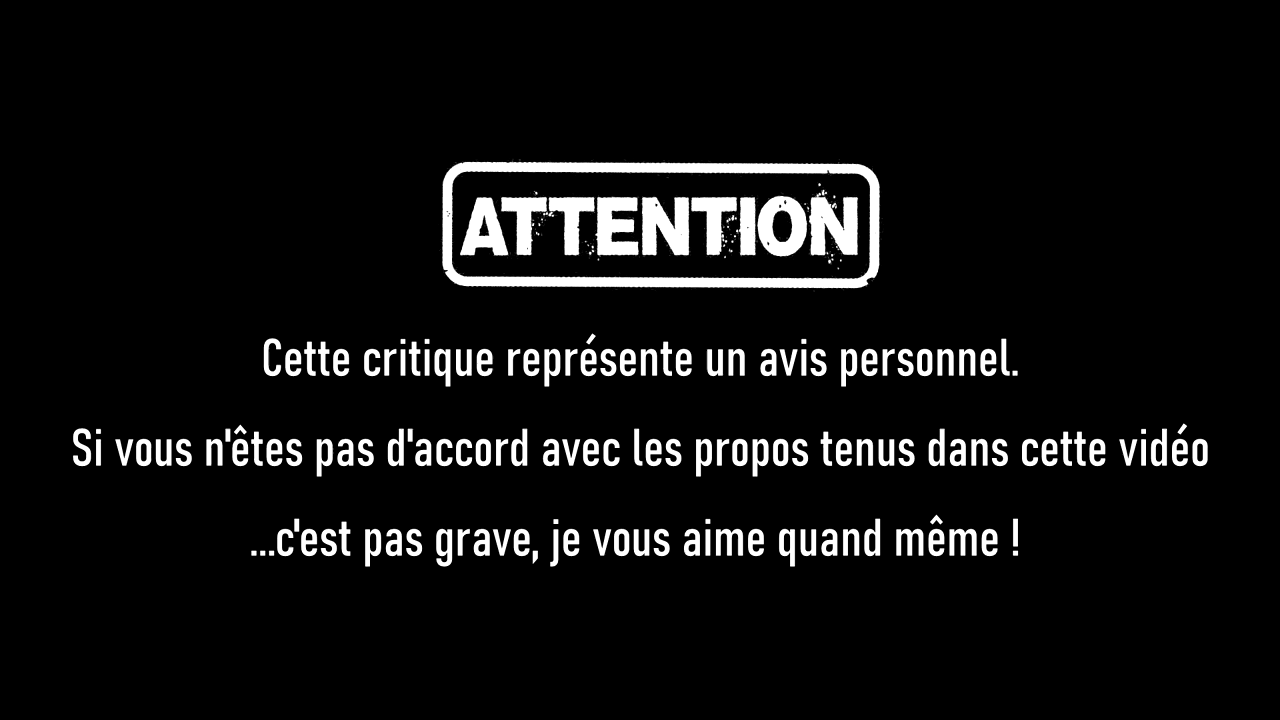 ATTENTION
Cette critique représente un avis personnel.
Si vous n'êtes pas d'accord avec les propos tenus dans cette vidéo
...c'est pas grave, je vous aime quand même !